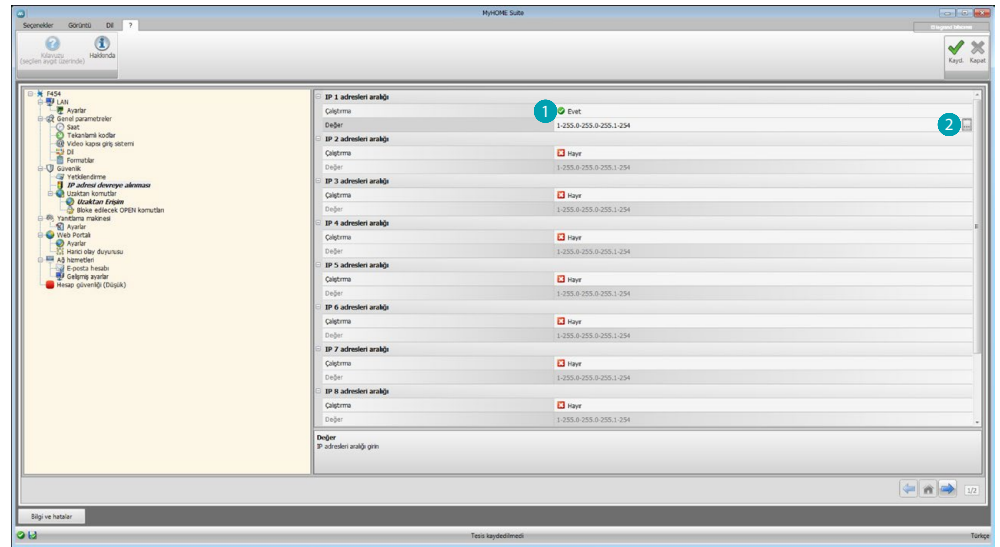 MyHOME Suite
Seçenekler Görüntü Dil ?
Kılavuzu
(seçilen aygıt üzerinde)
Hakkında
Kayd. Kapat
F454
LAN
Ayarlar
Genel parametreler
Saat
Tekanlamlı kodlar
Video kapısı giriş sistemi
Dil
Formatlar
Güvenlik
Yetkilendirme
IP adresi devreye alınması
Uzaktan komutlar
Uzaktan Erişim
Bloke edilecek OPEN komutları
Yanıtlama makinesi
Ayarlar
Web Portalı
Ayarlar
Harici olay duyurusu
Ağ hizmetleri
E-posta hesabı
Gelişmiş ayarlar
Hesap güvenliği (Düşük)
IP 1 adresleri aralığı
Çalıştırma 1 Evet
Değer 1-255.0-255.0-255.1-254 2 ...
IP 2 adresleri aralığı
Çalıştırma Hayır
Değer 1-255.0-255.0-255.1-254
IP 3 adresleri aralığı
Çalıştırma Hayır
Değer 1-255.0-255.0-255.1-254
IP 4 adresleri aralığı
Çalıştırma Hayır
Değer 1-255.0-255.0-255.1-254
IP 5 adresleri aralığı
Çalıştırma Hayır
Değer 1-255.0-255.0-255.1-254
IP 6 adresleri aralığı
Çalıştırma Hayır
Değer 1-255.0-255.0-255.1-254
IP 7 adresleri aralığı
Çalıştırma Hayır
Değer 1-255.0-255.0-255.1-254
IP 8 adresleri aralığı
Çalıştırma Hayır
Değer 1-255.0-255.0-255.1-254
Değer
IP adresleri aralığı girin
1/2
Bilgi ve hatalar
Tesis kaydedilmedi
Türkçe